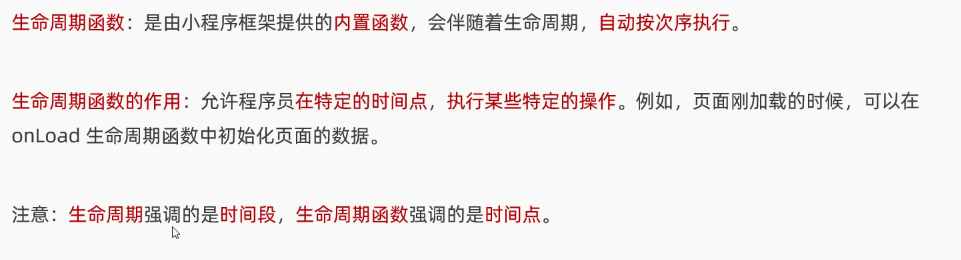 生命周期函数：是由小程序框架提供的内置函数，会伴随着生命周期，自动按次序执行。
生命周期函数的作用：允许程序员在特定的时间点，执行某些特定的操作。例如，页面刚加载的时候，可以在
onLoad 生命周期函数中初始化页面的数据。
注意：生命周期强调的是时间段，生命周期函数强调的是时间点。